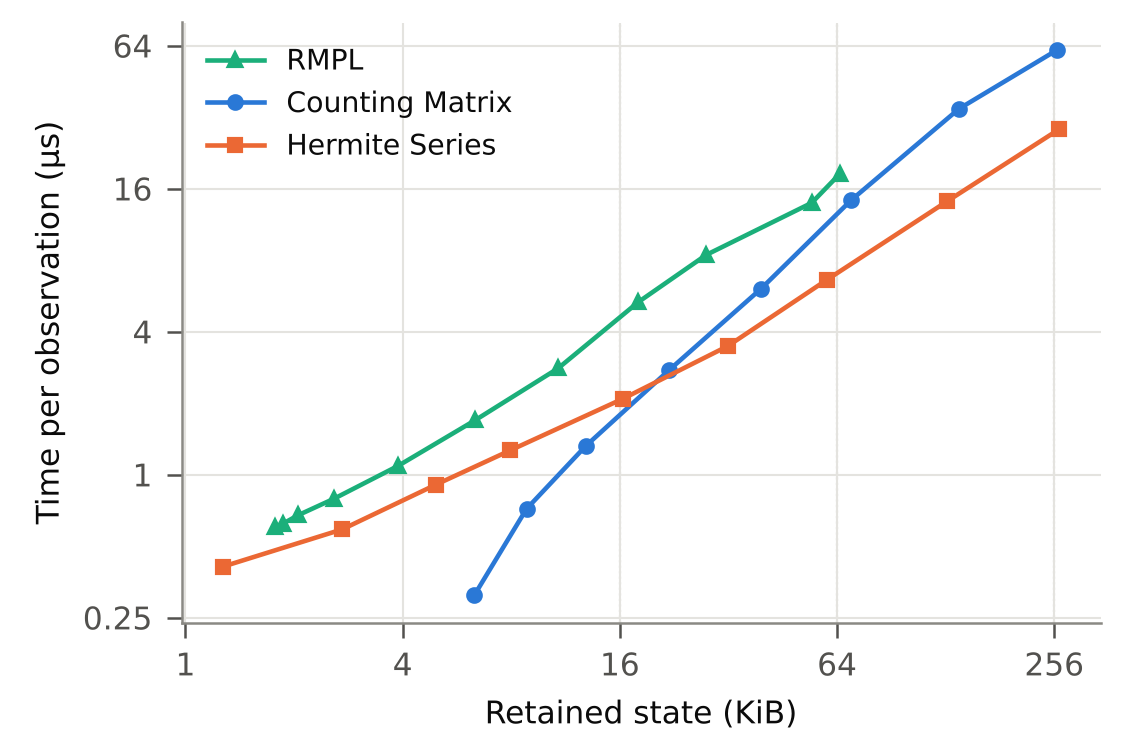 64
16
4
1
0.25
Time per observation (µs)
RMPL
Counting Matrix
Hermite Series
1
4
16
64
256
Retained state (KiB)